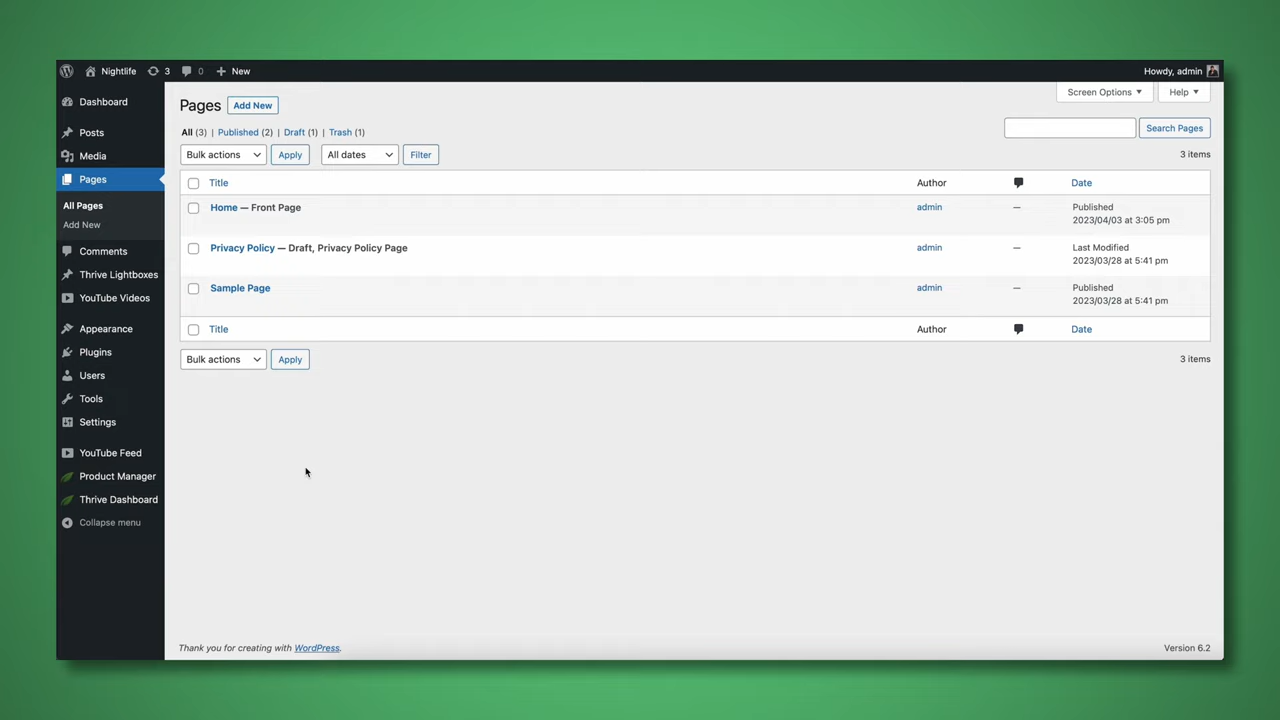 Nightlife 3 0 New Howdy, admin
Dashboard
Posts
Media
Pages
All Pages
Add New
Comments
Thrive Lightboxes
YouTube Videos
Appearance
Plugins
Users
Tools
Settings
YouTube Feed
Product Manager
Thrive Dashboard
Collapse menu
Screen Options Help
Pages Add New
All (3) | Published (2) | Draft (1) | Trash (1)
Search Pages
Bulk actions Apply All dates Filter 3 items
Title Author Date
Home — Front Page admin — Published
2023/04/03 at 3:05 pm
Privacy Policy — Draft, Privacy Policy Page admin — Last Modified
2023/03/28 at 5:41 pm
Sample Page admin — Published
2023/03/28 at 5:41 pm
Title Author Date
Bulk actions Apply 3 items
Thank you for creating with WordPress. Version 6.2